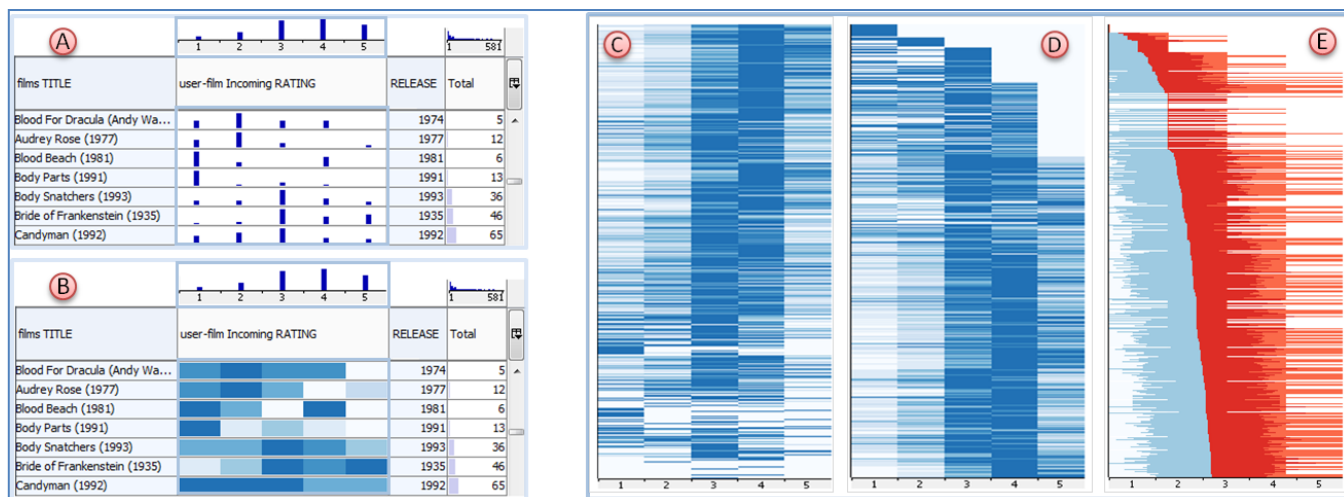 A
1 2 3 4 5
1 581
films TITLE user-film Incoming RATING RELEASE Total
Blood For Dracula (Andy Wa... 1974 5
Audrey Rose (1977) 1977 12
Blood Beach (1981) 1981 6
Body Parts (1991) 1991 13
Body Snatchers (1993) 1993 36
Bride of Frankenstein (1935) 1935 46
Candyman (1992) 1992 65
B
1 2 3 4 5
1 581
films TITLE user-film Incoming RATING RELEASE Total
Blood For Dracula (Andy Wa... 1974 5
Audrey Rose (1977) 1977 12
Blood Beach (1981) 1981 6
Body Parts (1991) 1991 13
Body Snatchers (1993) 1993 36
Bride of Frankenstein (1935) 1935 46
Candyman (1992) 1992 65
C
1 2 3 4 5
D
1 2 3 4 5
E
1 2 3 4 5